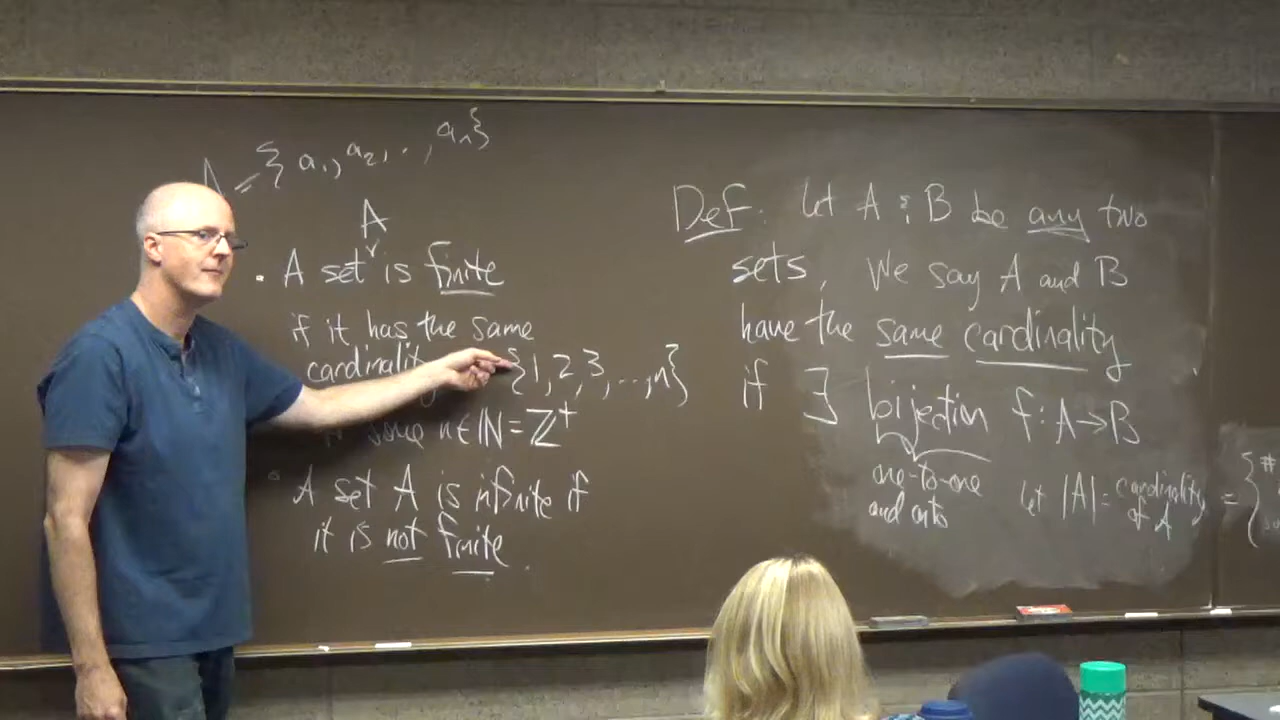 A = {a₁, a₂, .., aₙ}
A
• A set ˅ is finite
if it has the same
cardinality {1, 2, 3, ..., n}
some n ∈ ℕ = ℤ⁺
• A set A is infinite if
it is not finite.
Def: Let A & B be any two
sets, We say A and B
have the same cardinality
if ∃ bijection f: A → B
one-to-one
and onto
Let |A| = cardinality
of A = { #